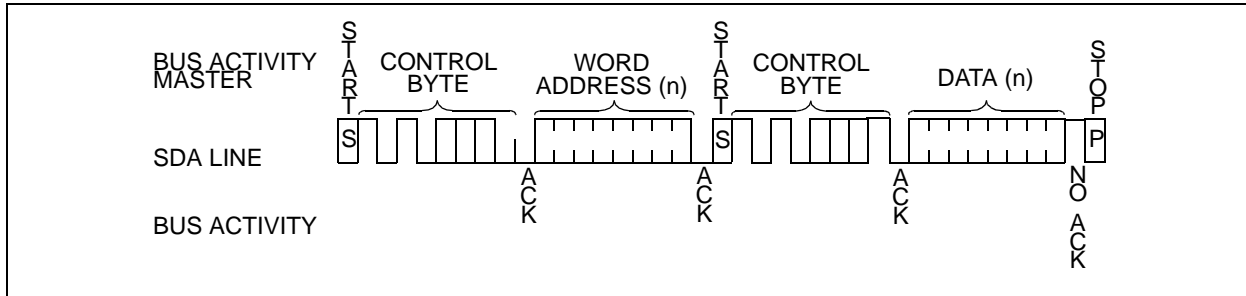 BUS ACTIVITY
MASTER
START
CONTROL
BYTE
WORD
ADDRESS (n)
START
CONTROL
BYTE
DATA (n)
STOP
SDA LINE
S
S
P
BUS ACTIVITY
ACK
ACK
ACK
NO ACK